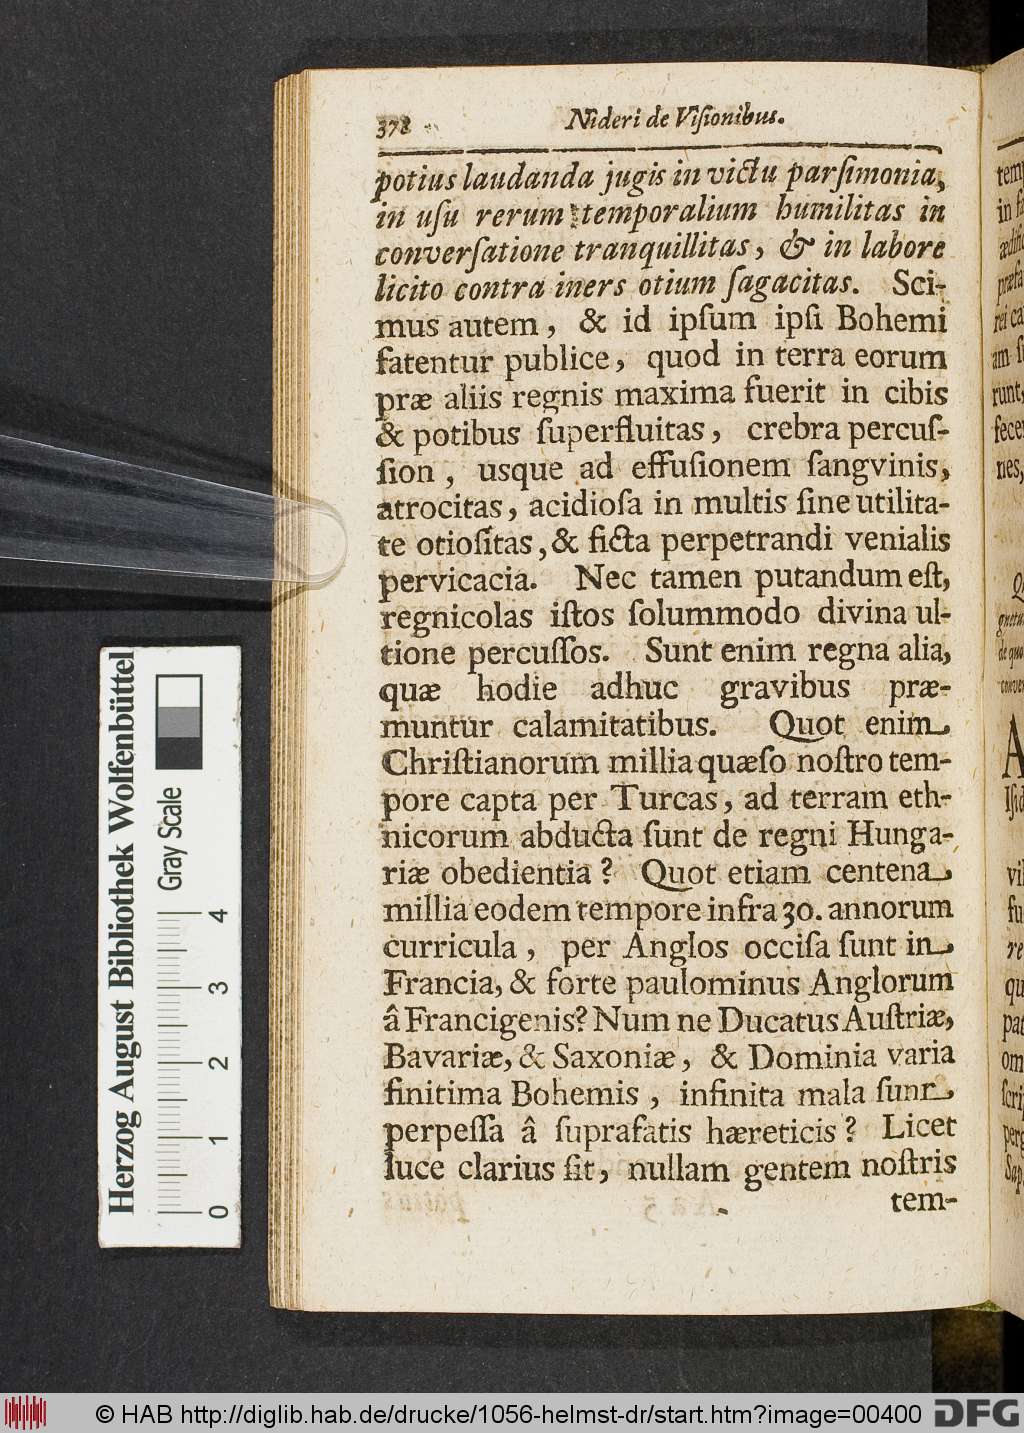 378 Nideri de Viſionibus.
potius laudanda jugis in victu parſimonia,
in uſu rerum temporalium humilitas in
converſatione tranquillitas, & in labore
licito contra iners otium ſagacitas. Sci-
mus autem, & id ipſum ipſi Bohemi
fatentur publice, quod in terra eorum
præ aliis regnis maxima fuerit in cibis
& potibus ſuperfluitas, crebra percuſ-
ſion, usque ad effuſionem ſangvinis,
atrocitas, acidioſa in multis ſine utilita-
te otioſitas, & ficta perpetrandi venialis
pervicacia. Nec tamen putandum eſt,
regnicolas iſtos ſolummodo divina ul-
tione percuſſos. Sunt enim regna alia,
quæ hodie adhuc gravibus præ-
muntur calamitatibus. Quot enim
Chriſtianorum millia quæſo noſtro tem-
pore capta per Turcas, ad terram eth-
nicorum abducta ſunt de regni Hunga-
riæ obedientia? Quot etiam centena
millia eodem tempore infra 30. annorum
curricula, per Anglos occiſa ſunt in
Francia, & forte paulominus Anglorum
â Francigenis? Num ne Ducatus Auſtriæ,
Bavariæ, & Saxoniæ, & Dominia varia
finitima Bohemis, infinita mala ſunt
perpeſſa â ſuprafatis hæreticis? Licet
luce clarius ſit, nullam gentem noſtris
tem-
Herzog August Bibliothek Wolfenbüttel
Gray Scale
0 1 2 3 4
© HAB http://diglib.hab.de/drucke/1056-helmst-dr/start.htm?image=00400
DFG